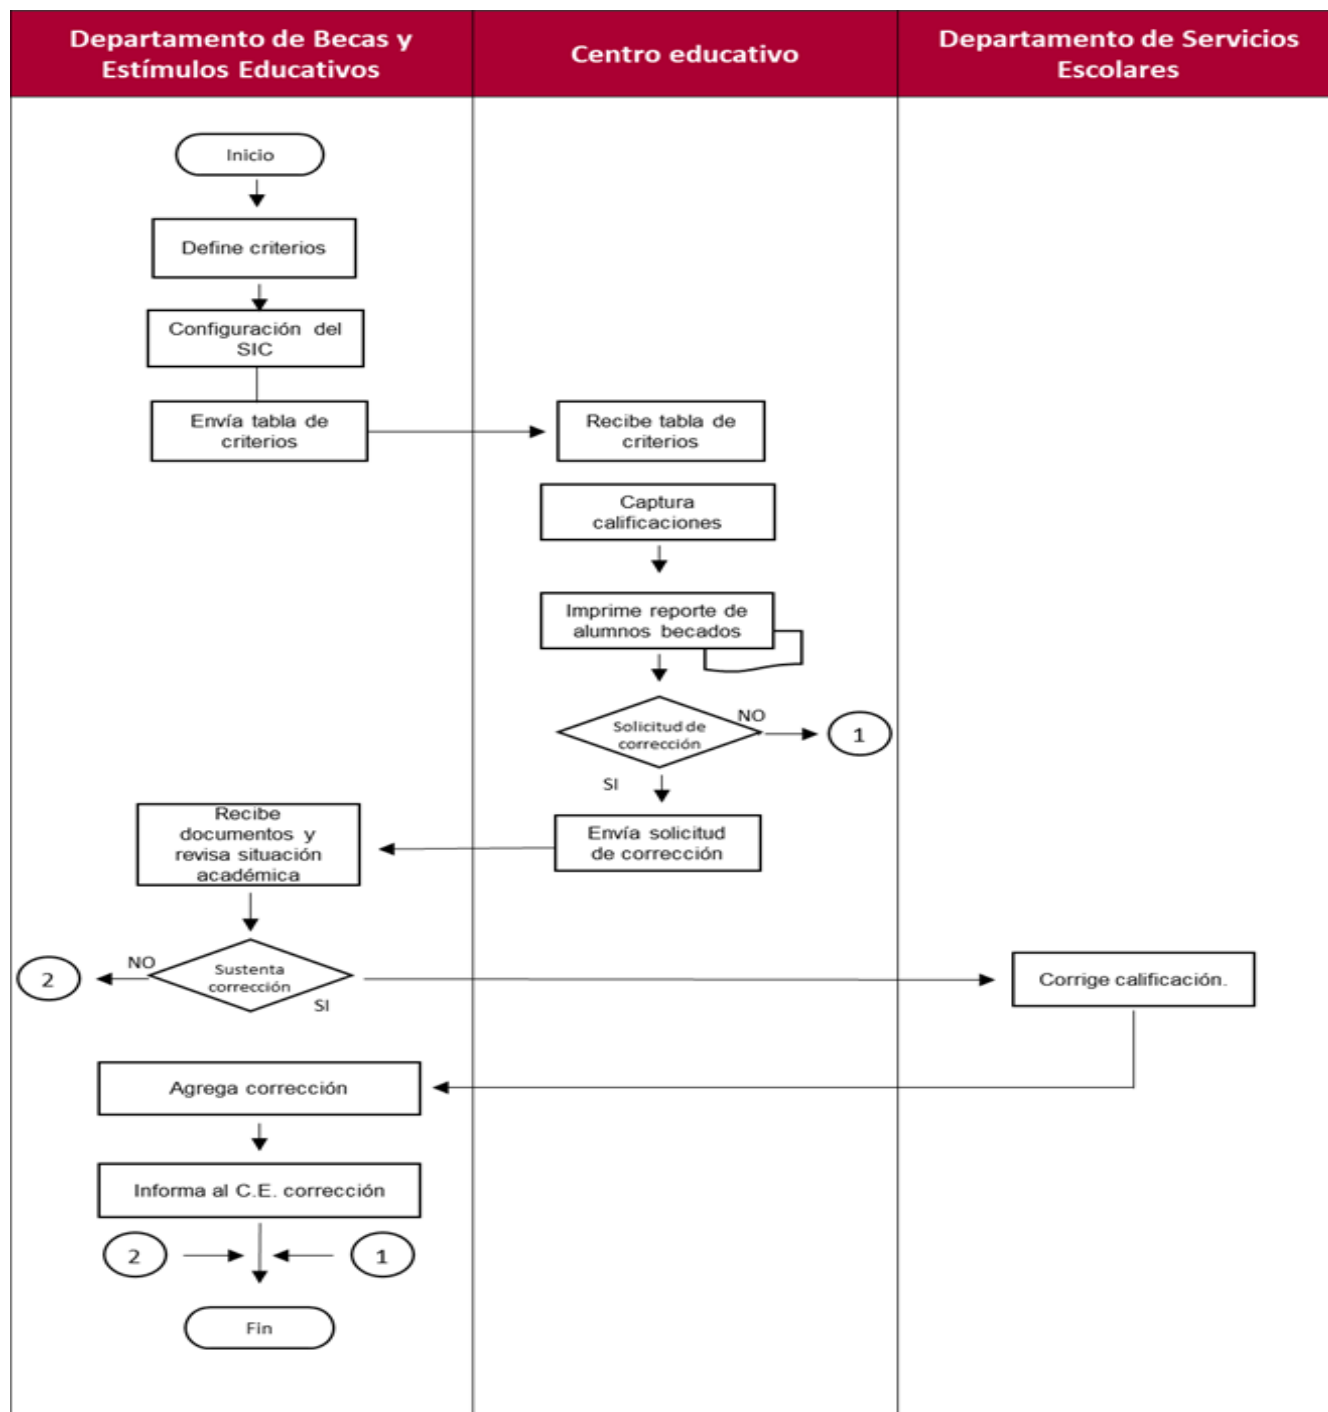 Departamento de Becas y
Estímulos Educativos
Centro educativo
Departamento de Servicios
Escolares
Inicio
Define criterios
Configuración del
SIC
Envía tabla de
criterios
Recibe tabla de
criterios
Captura
calificaciones
Imprime reporte de
alumnos becados
Solicitud de
corrección
NO
1
SI
Envía solicitud
de corrección
Recibe
documentos y
revisa situación
académica
Sustenta
corrección
NO
2
SI
Corrige calificación.
Agrega corrección
Informa al C.E. corrección
2
1
Fin